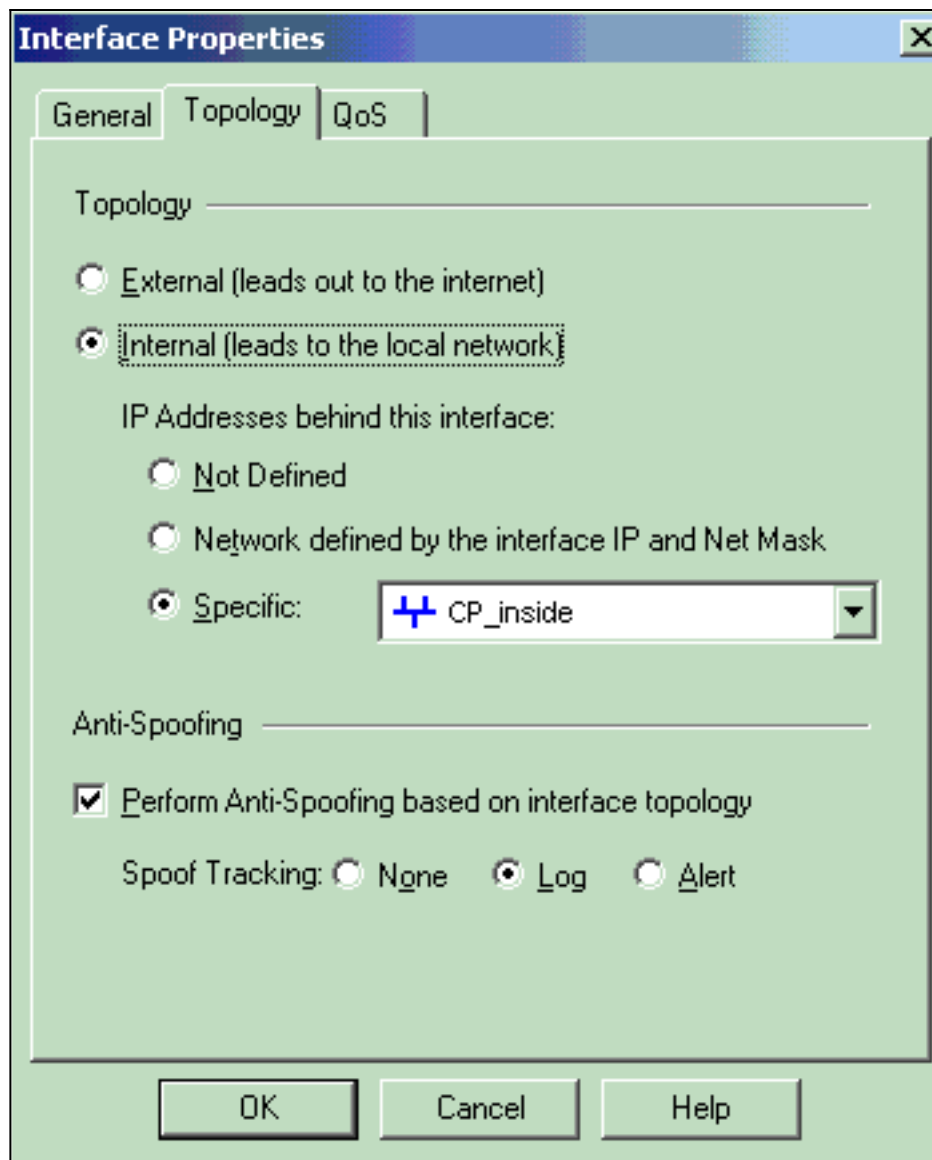 Interface Properties
General Topology QoS
Topology
External (leads out to the internet)
Internal (leads to the local network)
IP Addresses behind this interface:
Not Defined
Network defined by the interface IP and Net Mask
Specific: CP_inside
Anti-Spoofing
Perform Anti-Spoofing based on interface topology
Spoof Tracking: None Log Alert
OK Cancel Help